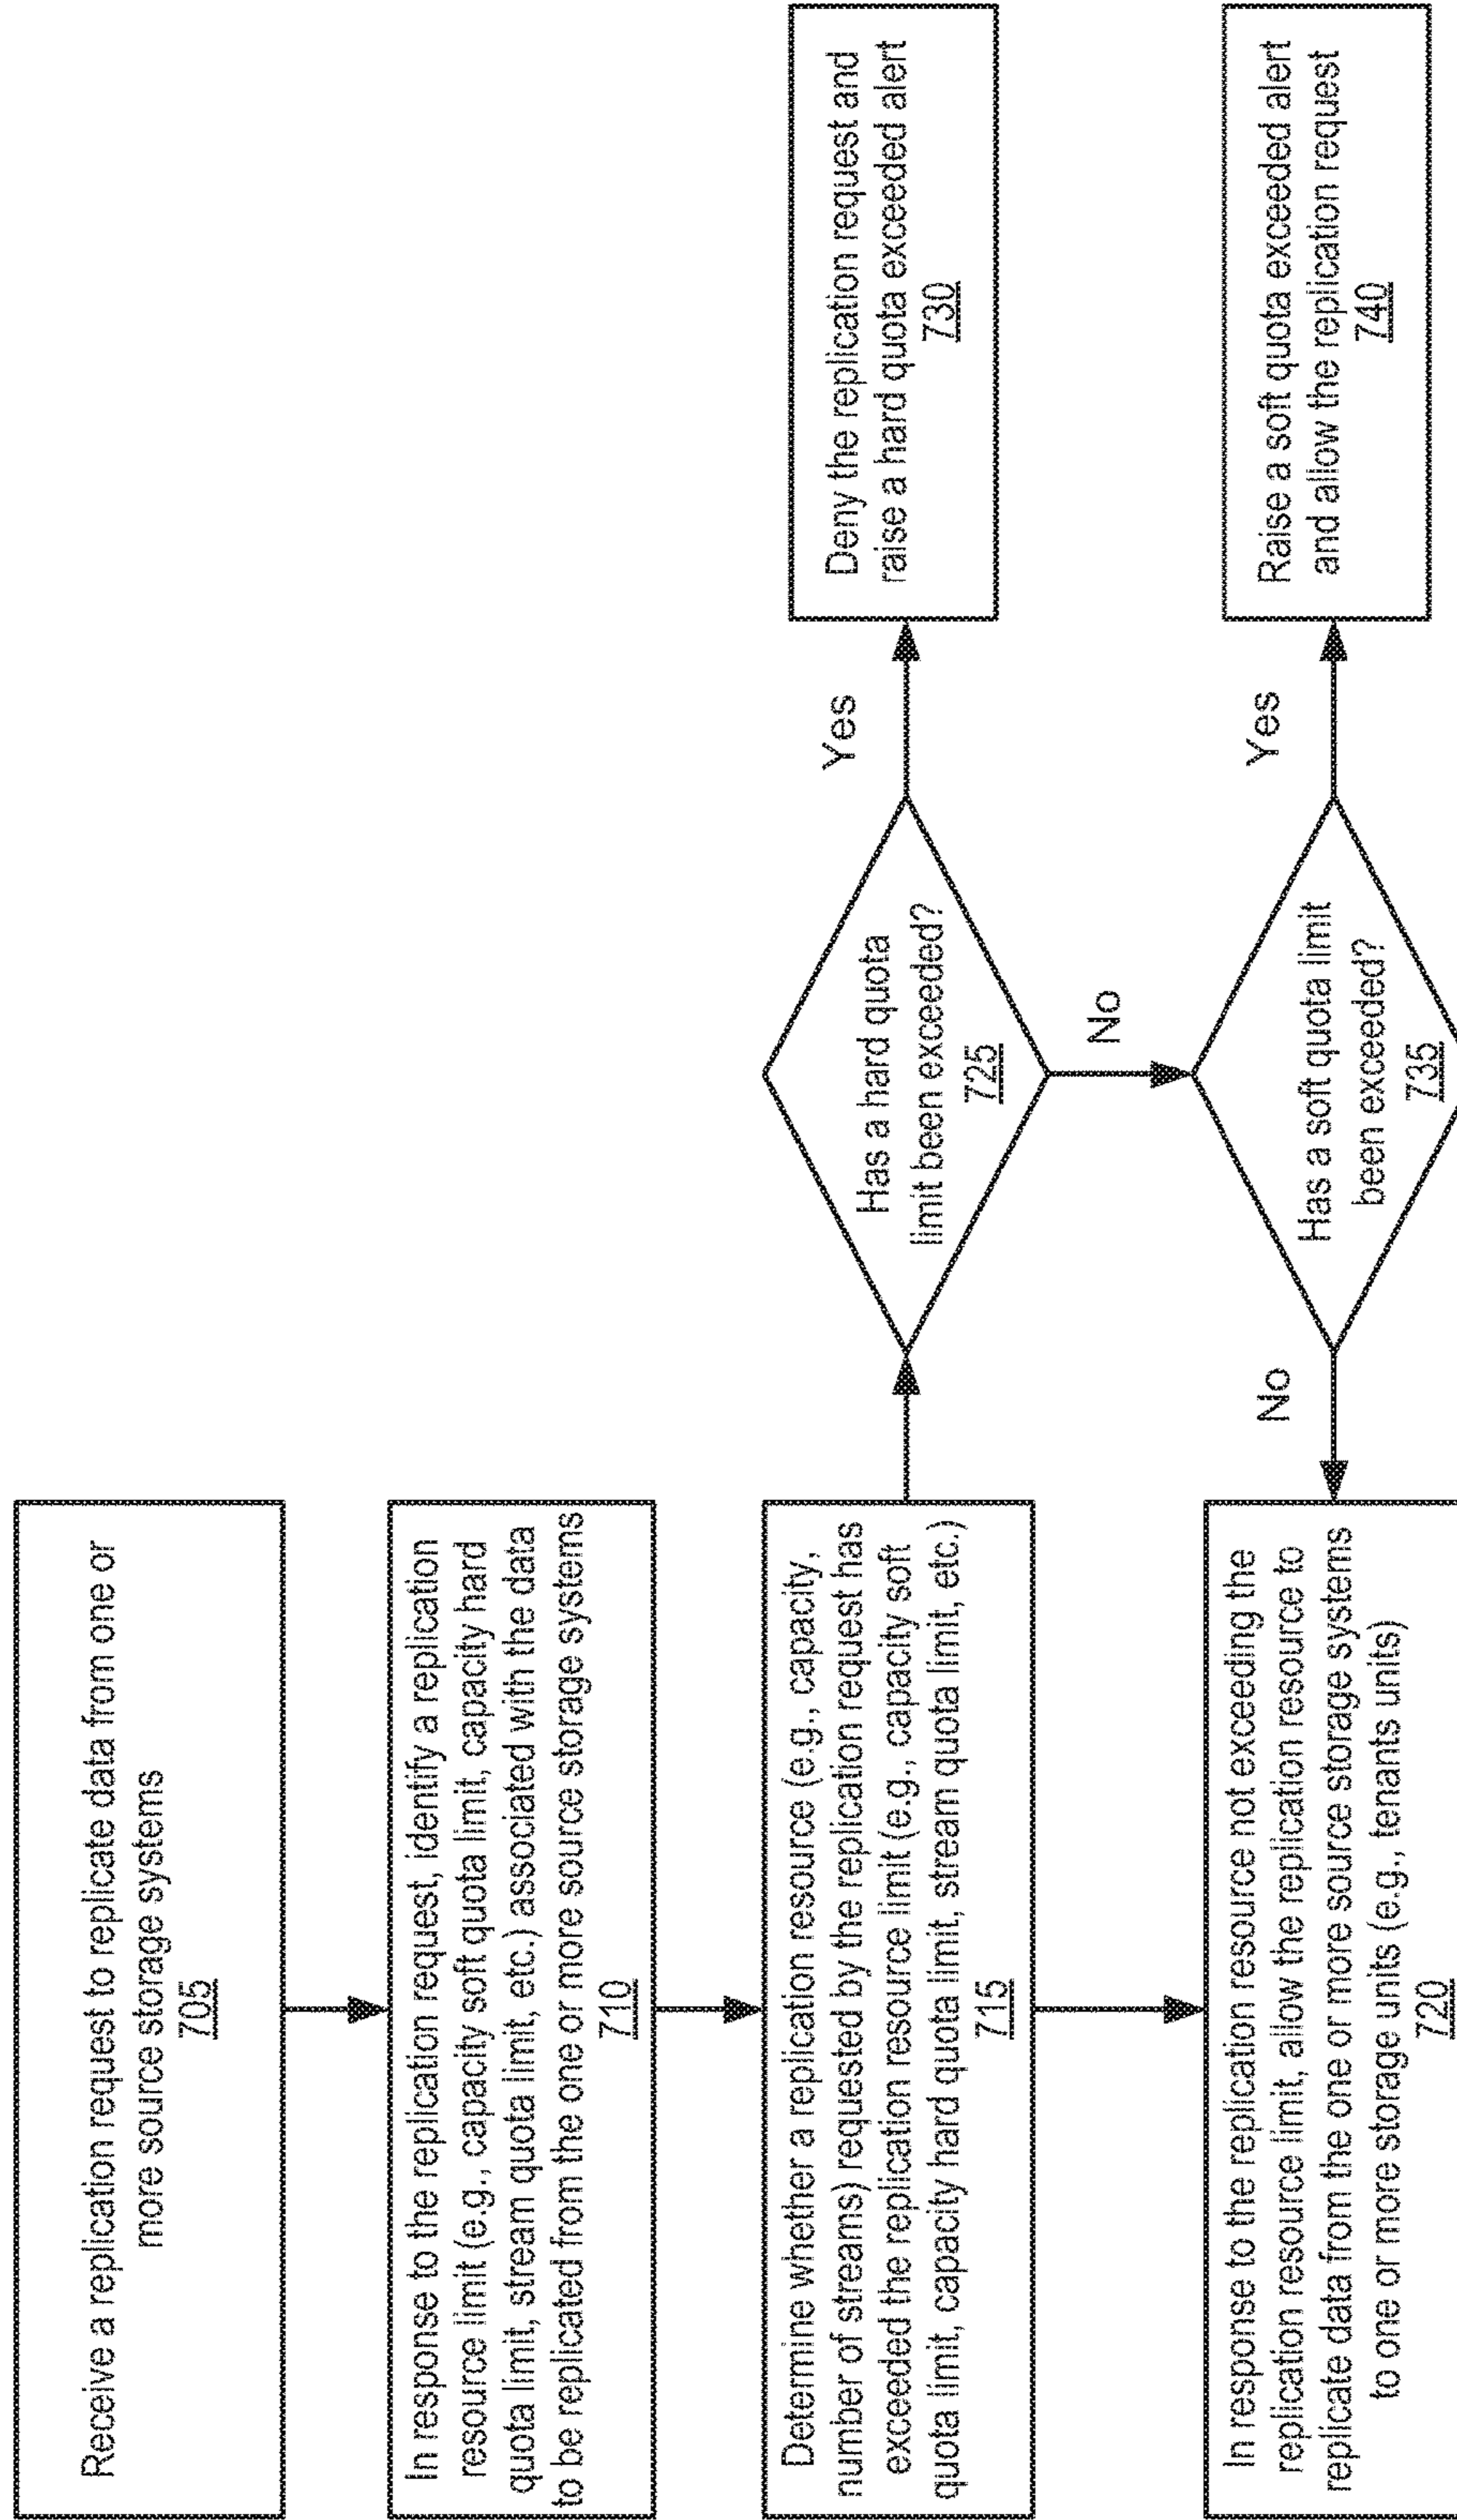 Receive a replication request to replicate data from one or
more source storage systems
705
In response to the replication request, identify a replication
resource limit (e.g., capacity soft quota limit, capacity hard
quota limit, stream quota limit, etc.) associated with the data
to be replicated from the one or more source storage systems
710
Determine whether a replication resource (e.g., capacity,
number of streams) requested by the replication request has
exceeded the replication resource limit (e.g., capacity soft
quota limit, capacity hard quota limit, stream quota limit, etc.)
715
Has a hard quota
limit been exceeded?
725
Yes
Deny the replication request and
raise a hard quota exceeded alert
730
No
In response to the replication resource not exceeding the
replication resource limit, allow the replication resource to
replicate data from the one or more source storage systems
to one or more storage units (e.g., tenants units)
720
No
Has a soft quota limit
been exceeded?
735
Yes
Raise a soft quota exceeded alert
and allow the replication request
740